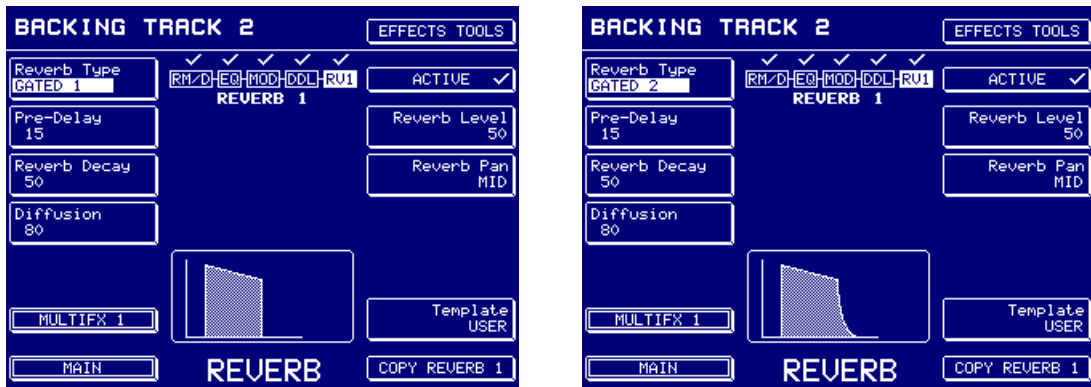 BACKING TRACK 2
EFFECTS TOOLS
Reverb Type
GATED 1
RM/D EQ MOD DDL RV1
REVERB 1
ACTIVE ✓
Pre-Delay
15
Reverb Level
50
Reverb Decay
50
Reverb Pan
MID
Diffusion
80
MULTIFX 1
Template
USER
MAIN
REVERB
COPY REVERB 1
BACKING TRACK 2
EFFECTS TOOLS
Reverb Type
GATED 2
RM/D EQ MOD DDL RV1
REVERB 1
ACTIVE ✓
Pre-Delay
15
Reverb Level
50
Reverb Decay
50
Reverb Pan
MID
Diffusion
80
MULTIFX 1
Template
USER
MAIN
REVERB
COPY REVERB 1